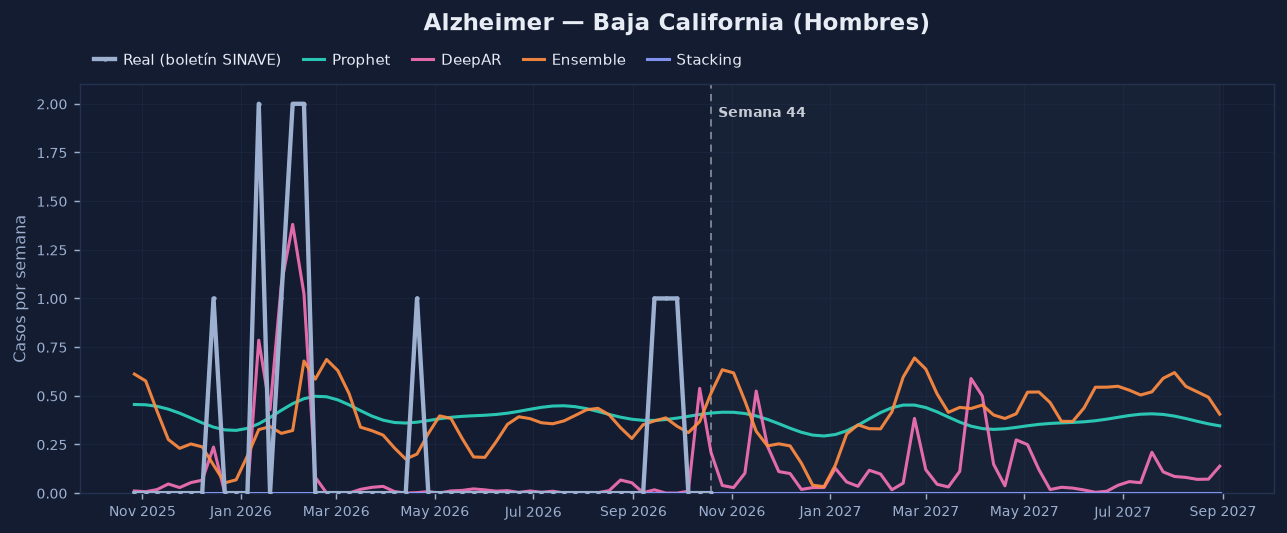 Alzheimer — Baja California (Hombres)
Real (boletín SINAVE) Prophet DeepAR Ensemble Stacking
Semana 44
Casos por semana
2.00
1.75
1.50
1.25
1.00
0.75
0.50
0.25
0.00
Nov 2025 Jan 2026 Mar 2026 May 2026 Jul 2026 Sep 2026 Nov 2026 Jan 2027 Mar 2027 May 2027 Jul 2027 Sep 2027